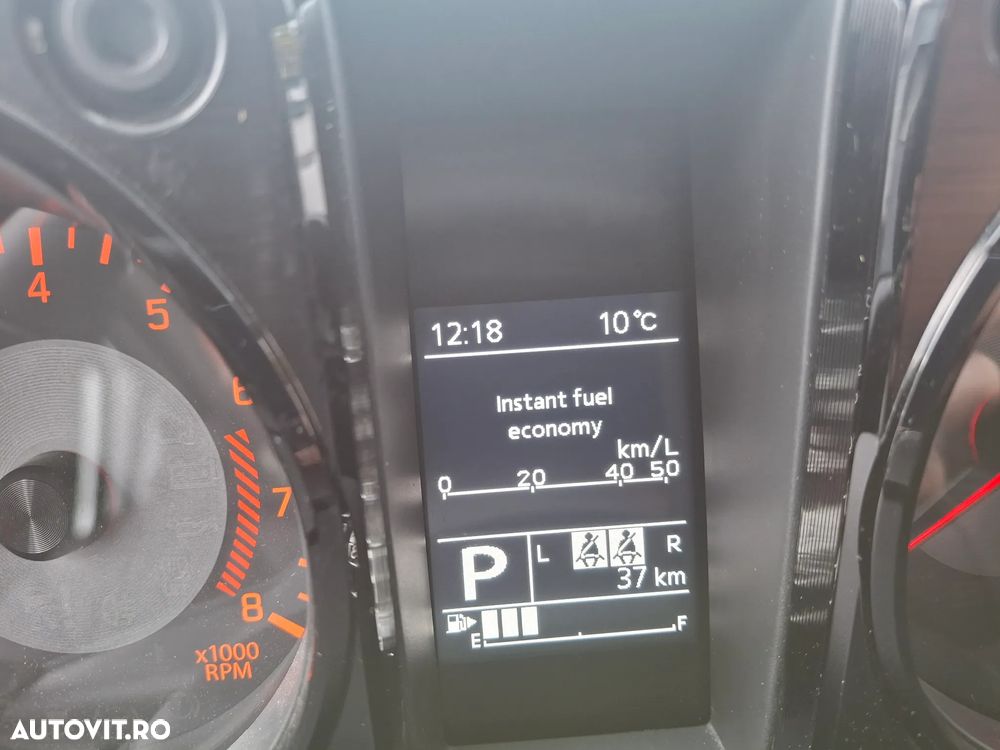 4
5
6
7
8
x1000
RPM
12:18 10°C
Instant fuel
economy
km/L
0 20 40 50
P L R
37 km
E F
AUTOVIT.RO